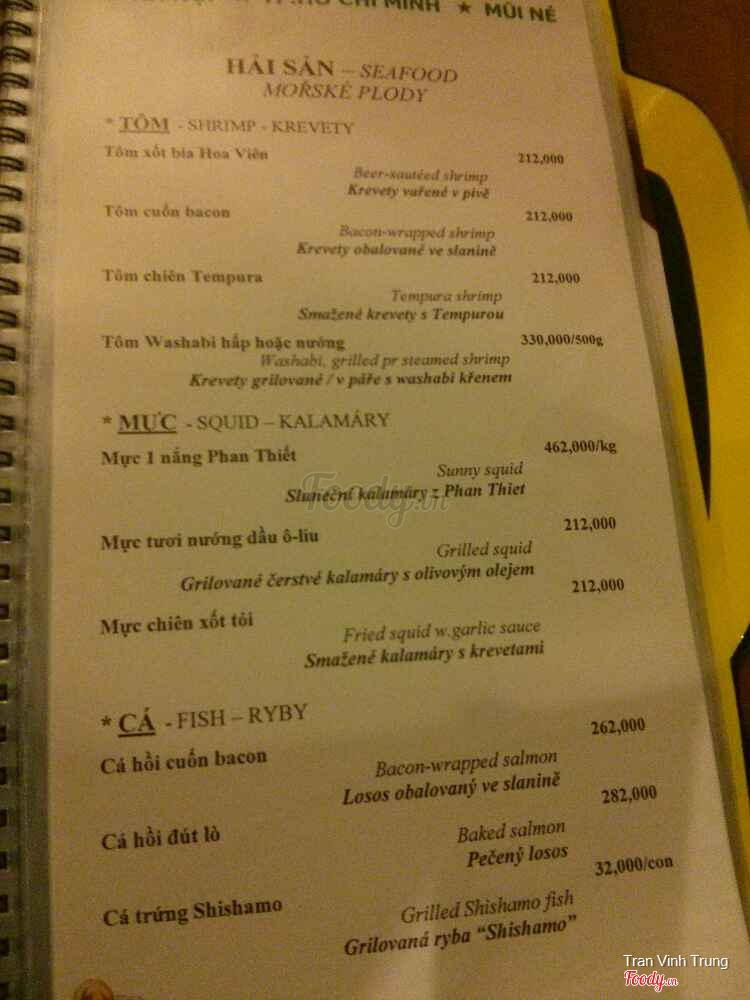 HỒ CHÍ MINH ★ MŨI NÉ
HẢI SẢN – SEAFOOD
MOŘSKÉ PLODY
* TÔM - SHRIMP - KREVETY
Tôm xốt bia Hoa Viên 212,000
Beer-sautéed shrimp
Krevety vařené v pivě
Tôm cuốn bacon 212,000
Bacon-wrapped shrimp
Krevety obalované ve slanině
Tôm chiên Tempura 212,000
Tempura shrimp
Smažené krevety s Tempurou
Tôm Washabi hấp hoặc nướng 330,000/500g
Washabi, grilled pr steamed shrimp
Krevety grilované / v páře s washabi křenem
* MỰC - SQUID – KALAMÁRY
Mực 1 nắng Phan Thiết 462,000/kg
Sunny squid
Sluneční kalamáry z Phan Thiet
Mực tươi nướng dầu ô-liu 212,000
Grilled squid
Grilované čerstvé kalamáry s olivovým olejem
Mực chiên xốt tỏi 212,000
Fried squid w.garlic sauce
Smažené kalamáry s krevetami
* CÁ - FISH – RYBY
Cá hồi cuốn bacon 262,000
Bacon-wrapped salmon
Losos obalovaný ve slanině
Cá hồi đút lò 282,000
Baked salmon
Pečený losos
Cá trứng Shishamo 32,000/con
Grilled Shishamo fish
Grilovaná ryba “Shishamo”
Foody.vn
Tran Vinh Trung
Foody.vn